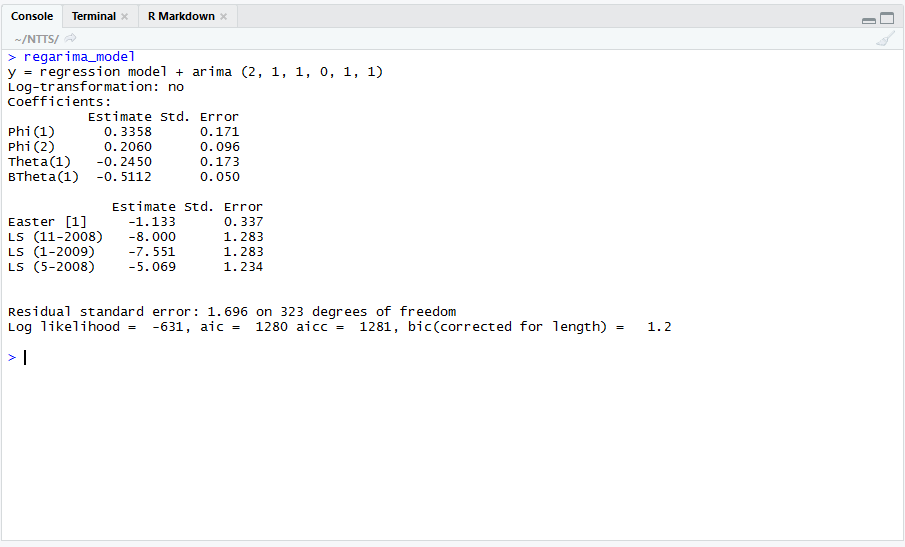 Console Terminal × R Markdown ×
~/NTTS/
> regarima_model
y = regression model + arima (2, 1, 1, 0, 1, 1)
Log-transformation: no
Coefficients:
          Estimate Std. Error
Phi(1)      0.3358      0.171
Phi(2)      0.2060      0.096
Theta(1)   -0.2450      0.173
BTheta(1)  -0.5112      0.050
             Estimate Std. Error
Easter [1]     -1.133      0.337
LS (11-2008)   -8.000      1.283
LS (1-2009)    -7.551      1.283
LS (5-2008)    -5.069      1.234
Residual standard error: 1.696 on 323 degrees of freedom
Log likelihood =  -631, aic =  1280 aicc =  1281, bic(corrected for length) =   1.2
>